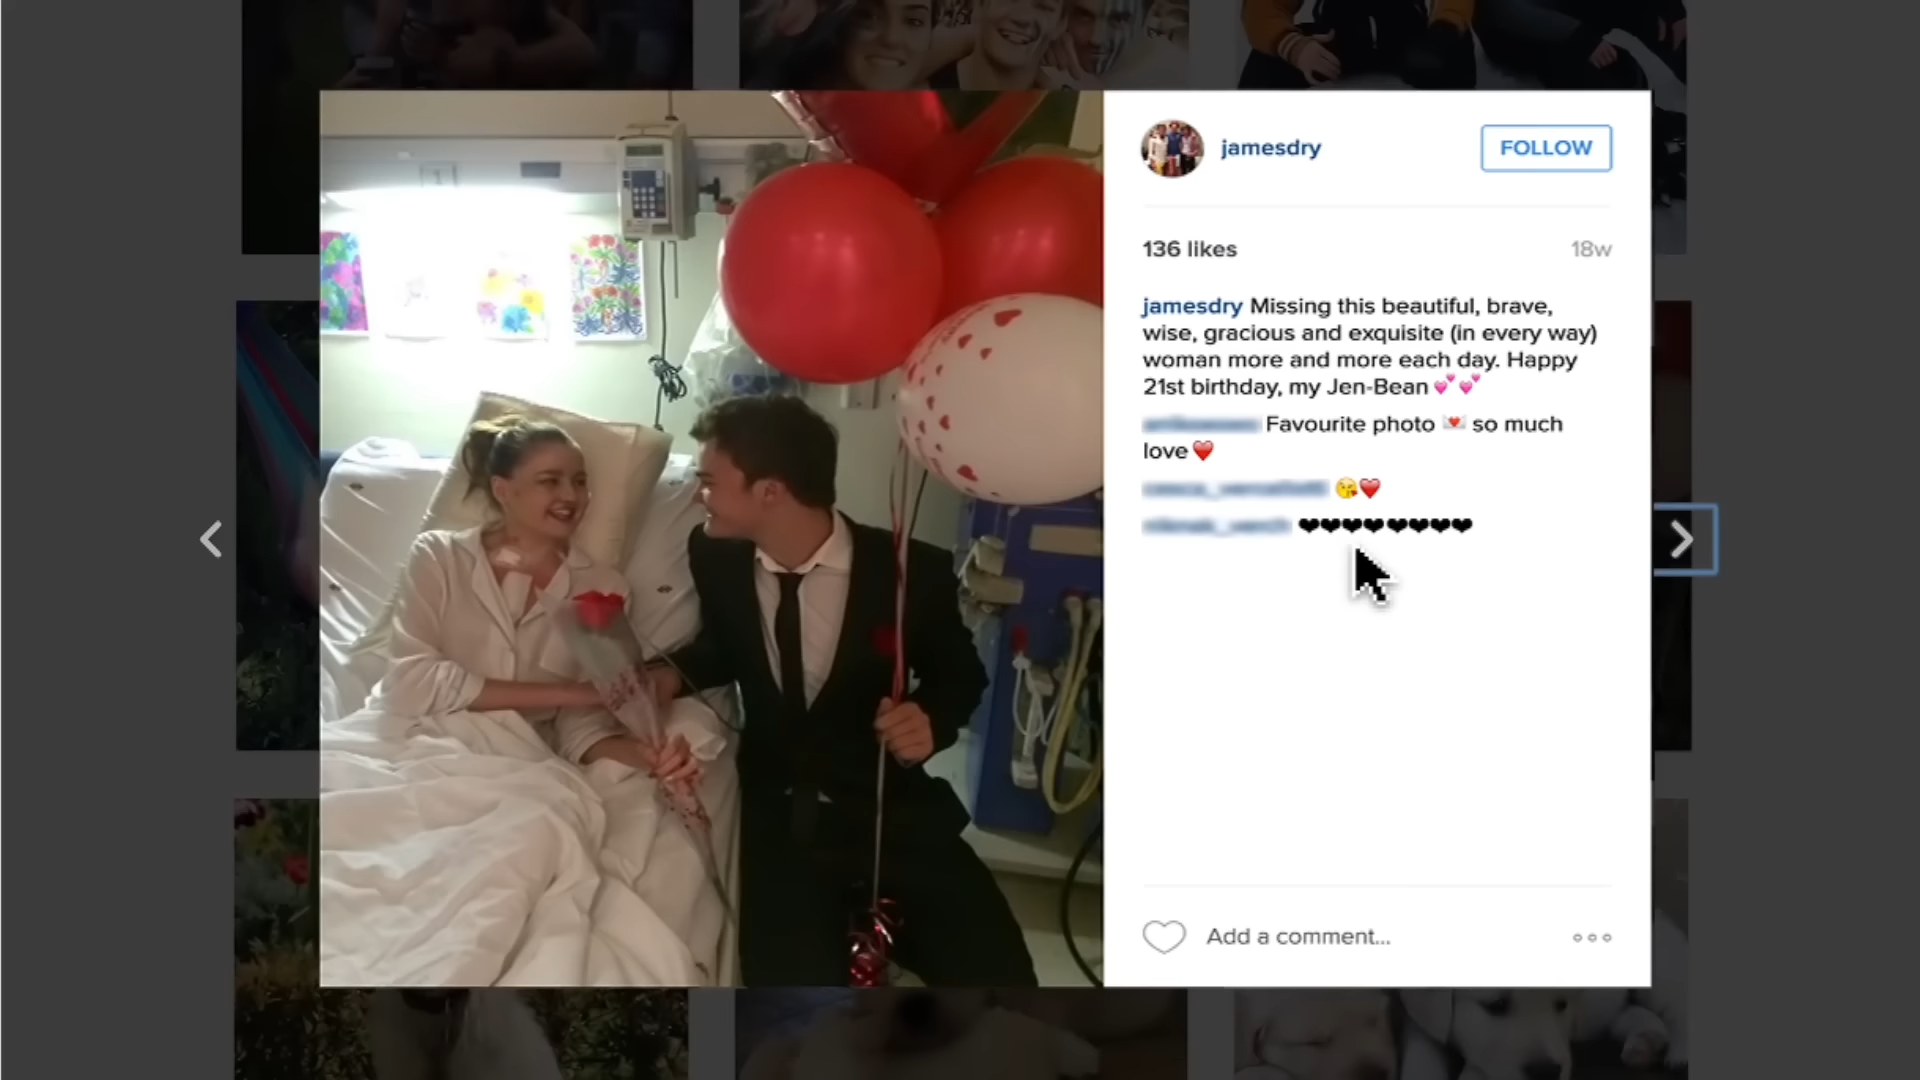 jamesdry
FOLLOW
136 likes
18w
jamesdry Missing this beautiful, brave,
wise, gracious and exquisite (in every way)
woman more and more each day. Happy
21st birthday, my Jen-Bean 💕💕
Favourite photo 💌 so much
love❤️
😘❤️
❤❤❤❤❤❤❤❤
Add a comment...